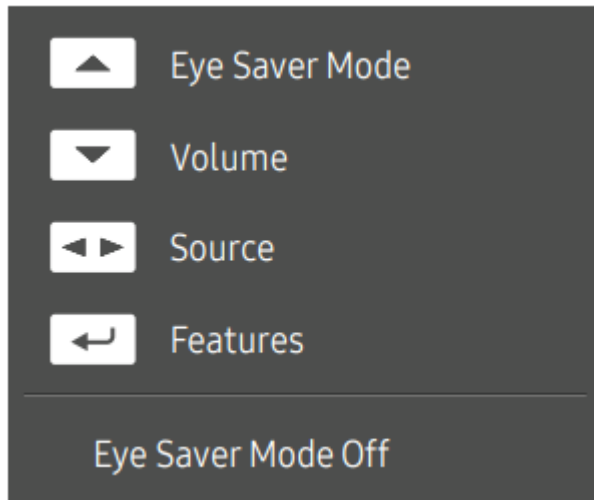 Eye Saver Mode
Volume
Source
Features
Eye Saver Mode Off